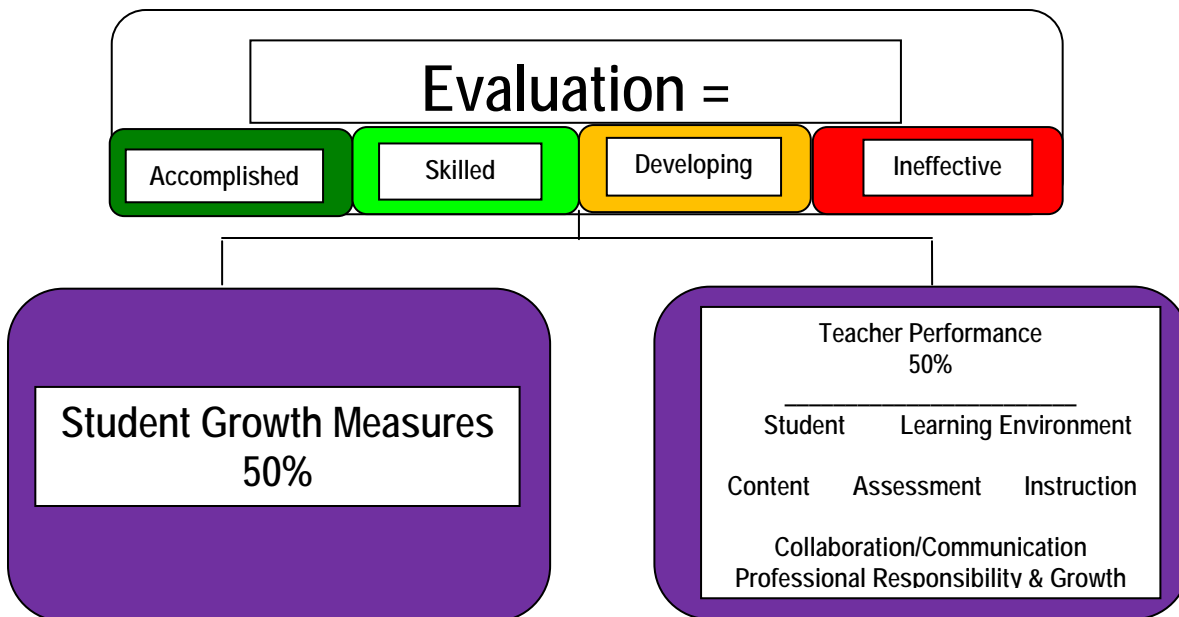 Evaluation =
Accomplished Skilled Developing Ineffective
Student Growth Measures
50%
Teacher Performance
50%
________________________
Student Learning Environment
Content Assessment Instruction
Collaboration/Communication
Professional Responsibility & Growth